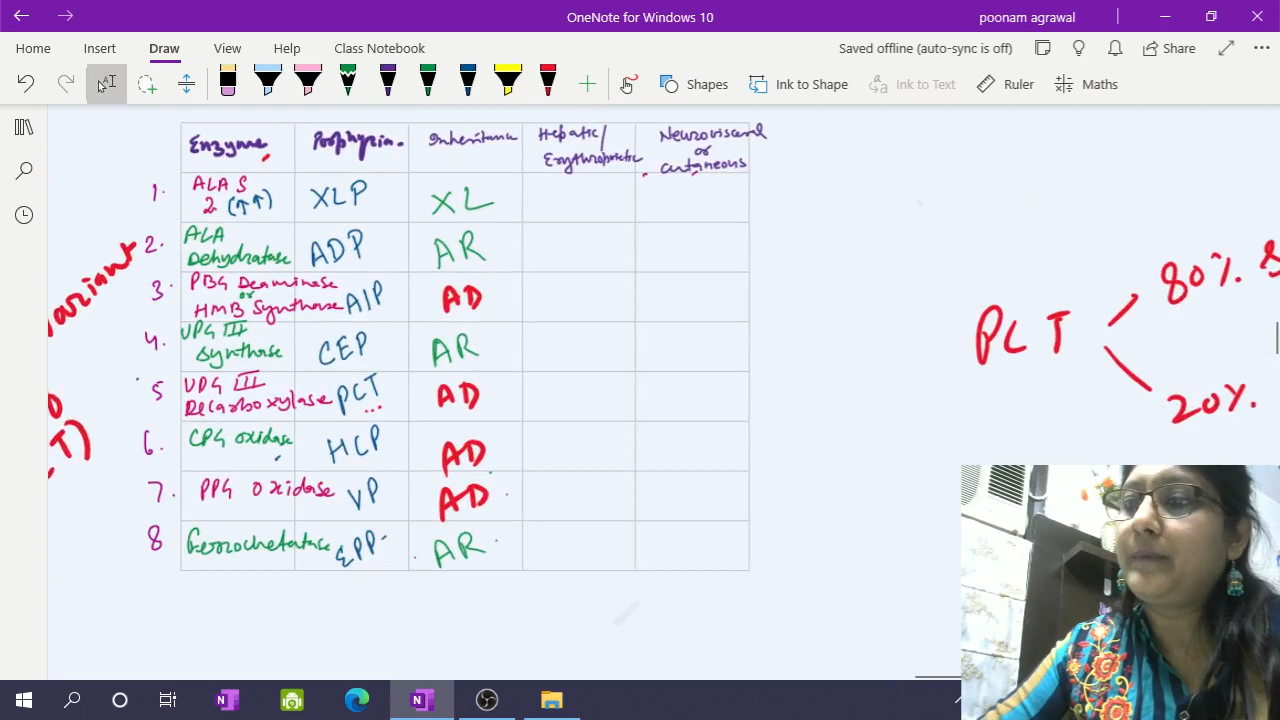 OneNote for Windows 10
poonam agrawal
Home Insert Draw View Help Class Notebook
Saved offline (auto-sync is off)
Share
Shapes
Ink to Shape
Ink to Text
Ruler
Maths
Enzyme Porphyria. Inheritance Hepatic/ Erythropoietic Neurovisceral or cutaneous
1. ALA S 2 (↑↑) XLP XL
2. ALA Dehydratase ADP AR
3. PBG Deaminase or HMB Synthase AIP AD
4. UPG III Synthase CEP AR
5 UPG III Decarboxylase PCT AD
6. CPG oxidase HCP AD
7. PPG oxidase VP AD
8 Ferrochetatase EPP AR
variant
T)
PCT
80%.
20%.